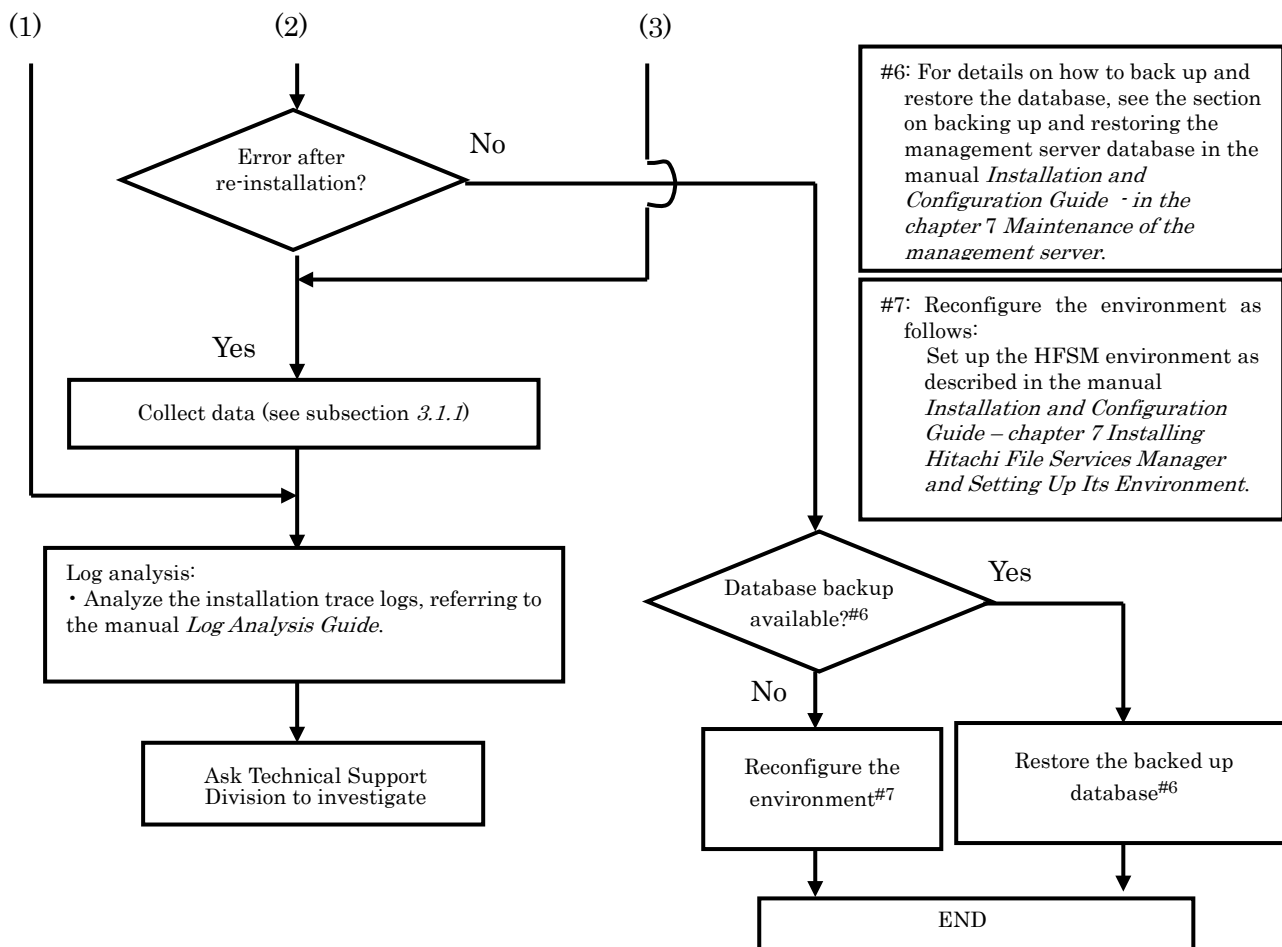 (1)
(2)
(3)
Error after
re-installation?
No
Yes
Collect data (see subsection 3.1.1)
Log analysis:
・Analyze the installation trace logs, referring to
the manual Log Analysis Guide.
Ask Technical Support
Division to investigate
#6: For details on how to back up and
restore the database, see the section
on backing up and restoring the
management server database in the
manual Installation and
Configuration Guide - in the
chapter 7 Maintenance of the
management server.
#7: Reconfigure the environment as
follows:
Set up the HFSM environment as
described in the manual
Installation and Configuration
Guide – chapter 7 Installing
Hitachi File Services Manager
and Setting Up Its Environment.
Database backup
available?#6
Yes
No
Reconfigure the
environment#7
Restore the backed up
database#6
END